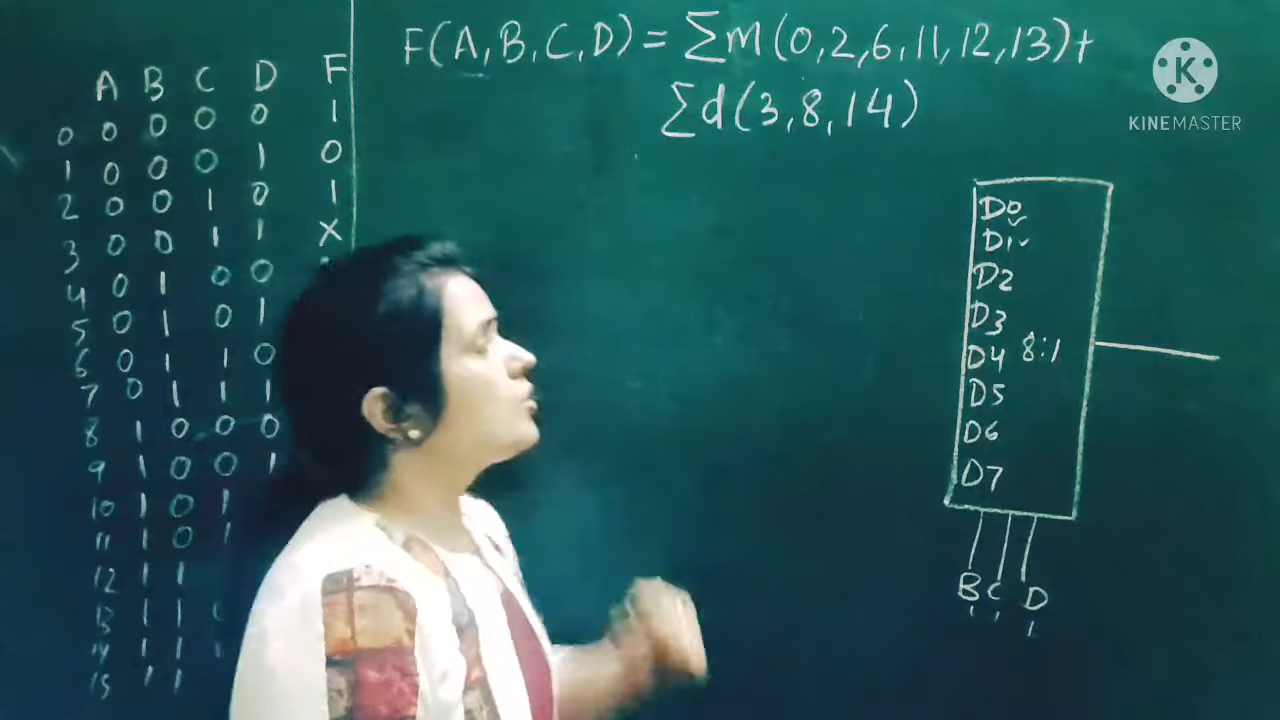 F(A,B,C,D) = ∑m(0,2,6,11,12,13)+
∑d(3,8,14)
KINEMASTER
A B C D F
0 0 0 0 0 1
1 0 0 0 1 0
2 0 0 1 0 1
3 0 0 1 1 X
4 0 1 0 0
5 0 1 0 1
6 0 1 1 0
7 0 1 1 1
8 1 0 0 0
9 1 0 0 1
10 1 0 1
11 1 0 1
12 1 1
13 1 1
14 1 1 1
15 1 1
D0
D1
D2
D3
D4 8:1
D5
D6
D7
B C D
1 1 1